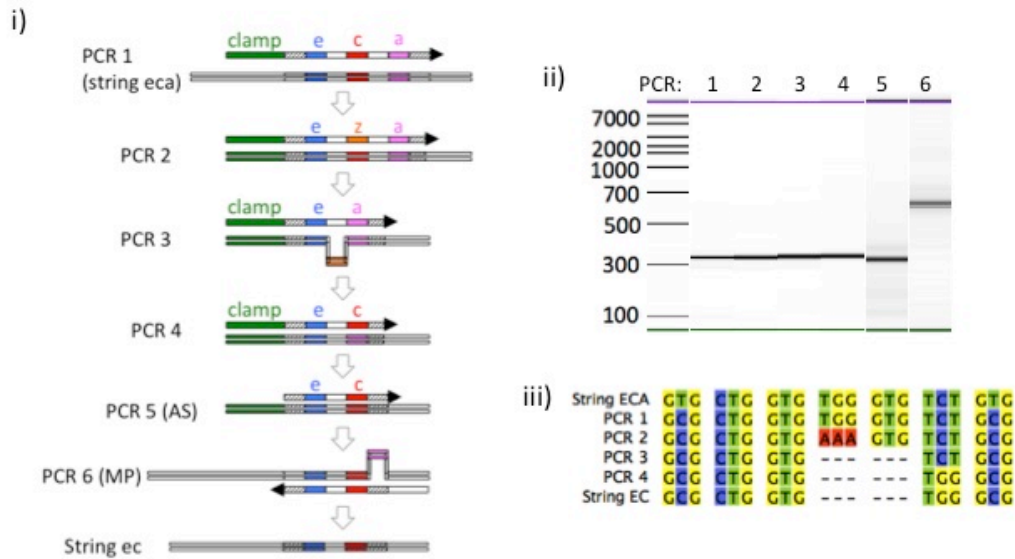 i)
clamp e c a
PCR 1
(string eca)
e z a
PCR 2
clamp e a
PCR 3
clamp e c
PCR 4
e c
PCR 5 (AS)
PCR 6 (MP)
String ec
ii)
PCR: 1 2 3 4 5 6
7000
2000
1000
700
500
300
100
iii)
String ECA GTG CTG GTG TGG GTG TCT GTG
PCR 1 GCG CTG GTG TGG GTG TCT GCG
PCR 2 GCG CTG GTG AAA GTG TCT GCG
PCR 3 GCG CTG GTG --- --- TCT GCG
PCR 4 GCG CTG GTG --- --- TGG GCG
String EC GCG CTG GTG --- --- TGG GCG